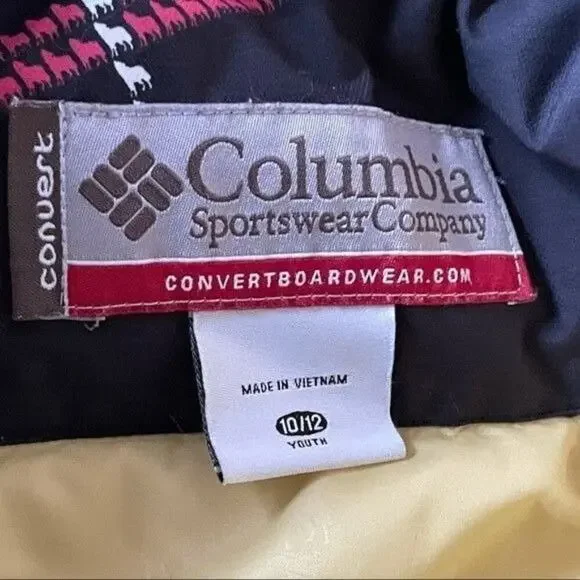 convert
Columbia
Sportswear Company
CONVERTBOARDWEAR.COM
MADE IN VIETNAM
10/12
YOUTH